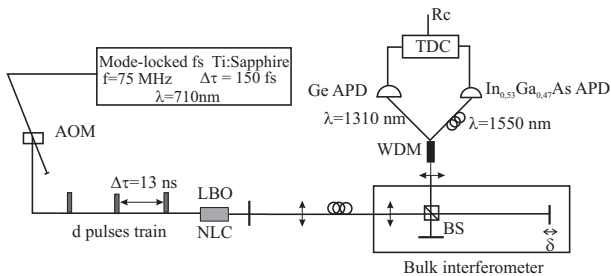 Rc
TDC
Mode-locked fs Ti:Sapphire
f=75 MHz Δτ = 150 fs
λ=710nm
Ge APD
In0,53Ga0,47As APD
λ=1310 nm
λ=1550 nm
AOM
WDM
Δτ=13 ns
LBO
NLC
d pulses train
BS
δ
Bulk interferometer